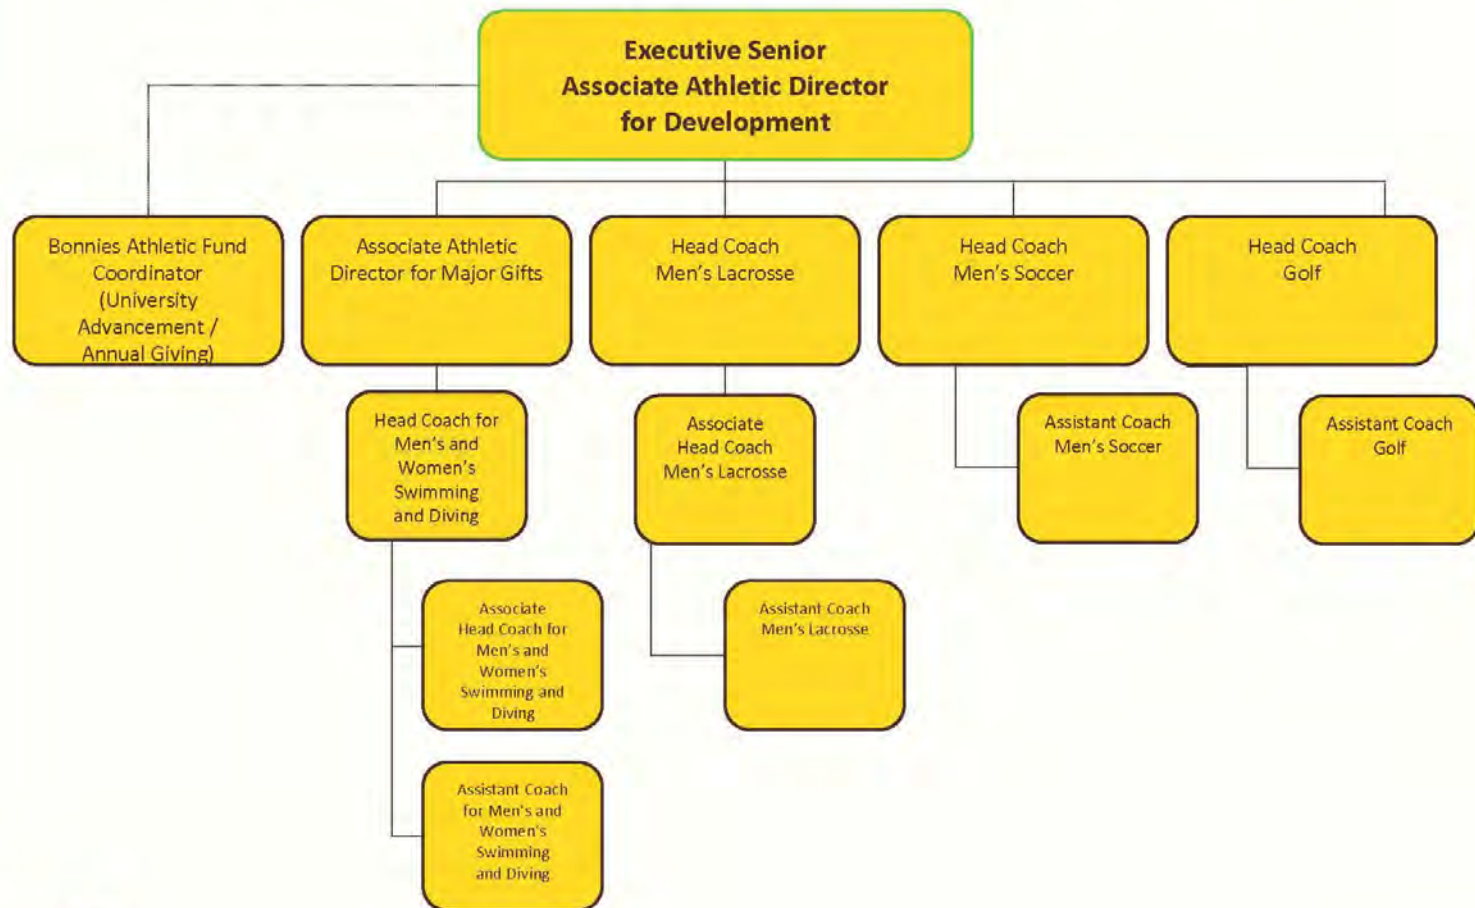 Executive Senior
Associate Athletic Director
for Development
Bonnies Athletic Fund
Coordinator
(University
Advancement /
Annual Giving)
Associate Athletic
Director for Major Gifts
Head Coach
Men's Lacrosse
Head Coach
Men's Soccer
Head Coach
Golf
Head Coach for
Men's and
Women's
Swimming
and Diving
Associate
Head Coach
Men's Lacrosse
Assistant Coach
Men's Soccer
Assistant Coach
Golf
Associate
Head Coach for
Men's and
Women's
Swimming and
Diving
Assistant Coach
Men's Lacrosse
Assistant Coach
for Men's and
Women's
Swimming
and Diving